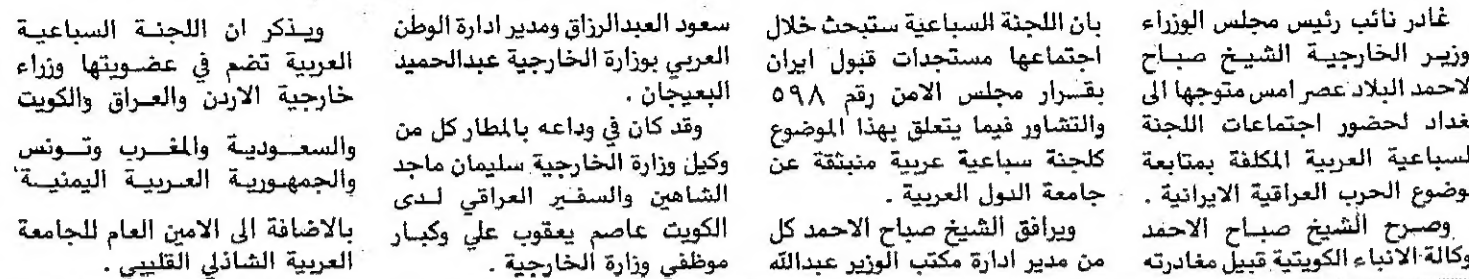 غادر نائب رئيس مجلس الوزراء
وزير الخارجية الشيخ صباح
لاحمد البلاد عصر امس متوجها الى
غداد لحضور اجتماعات اللجنة
لسباعية العربية المكلفة بمتابعة
وضوع الحرب العراقية الايرانية .
وصرح الشيخ صباح الاحمد
وكالة الانباء الكويتية قبيل مغادرته
بان اللجنة السباعية ستبحث خلال
اجتماعها مستجدات قبول ايران
بقرار مجلس الامن رقم ٥٩٨
والتشاور فيما يتعلق بهذا الموضوع
كلجنة سباعية عربية منبثقة عن
جامعة الدول العربية .
ويرافق الشيخ صباح الاحمد كل
من مدير ادارة مكتب الوزير عبدالله
سعود العبدالرزاق ومدير ادارة الوطن
العربي بوزارة الخارجية عبدالحميد
البعيجان .
وقد كان في وداعه بالمطار كل من
وكيل وزارة الخارجية سليمان ماجد
الشاهين والسفير العراقي لدى
الكويت عاصم يعقوب علي وكبار
موظفي وزارة الخارجية .
ويذكر ان اللجنة السباعية
العربية تضم في عضويتها وزراء
خارجية الاردن والعراق والكويت
والسعودية والمغرب وتونس
والجمهورية العربية اليمنية
بالاضافة الى الامين العام للجامعة
العربية الشاذلي القليبي .